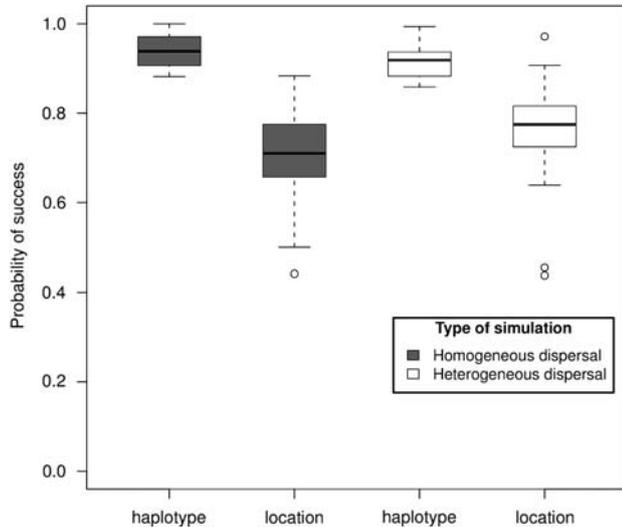 Probability of success
1.0
0.8
0.6
0.4
0.2
0.0
Type of simulation
Homogeneous dispersal
Heterogeneous dispersal
haplotype location haplotype location